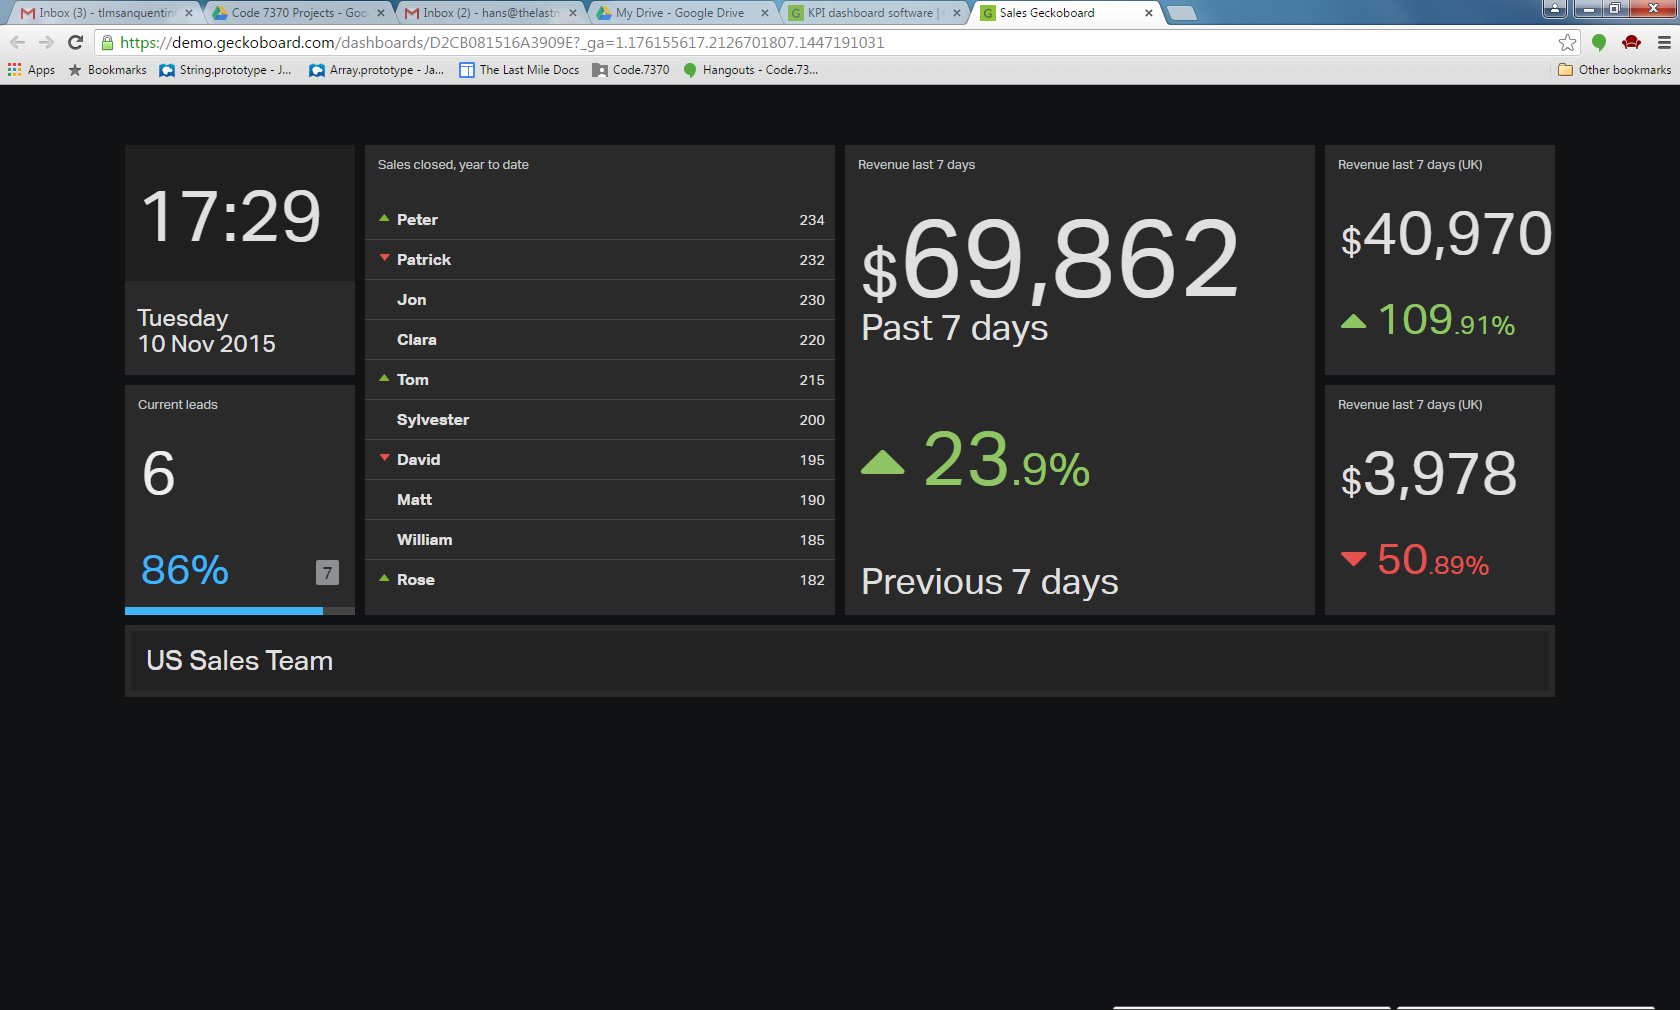 Inbox (3) - tlmsanquentin
Code 7370 Projects - Goo
Inbox (2) - hans@thelastm
My Drive - Google Drive
KPI dashboard software |
Sales Geckoboard
https://demo.geckoboard.com/dashboards/D2CB081516A3909E?_ga=1.176155617.2126701807.1447191031
Apps
Bookmarks
String.prototype - J...
Array.prototype - Ja...
The Last Mile Docs
Code.7370
Hangouts - Code.73...
Other bookmarks
17:29
Tuesday
10 Nov 2015
Current leads
6
86%
7
Sales closed, year to date
Peter 234
Patrick 232
Jon 230
Clara 220
Tom 215
Sylvester 200
David 195
Matt 190
William 185
Rose 182
Revenue last 7 days
$69,862
Past 7 days
23.9%
Previous 7 days
Revenue last 7 days (UK)
$40,970
109.91%
Revenue last 7 days (UK)
$3,978
50.89%
US Sales Team